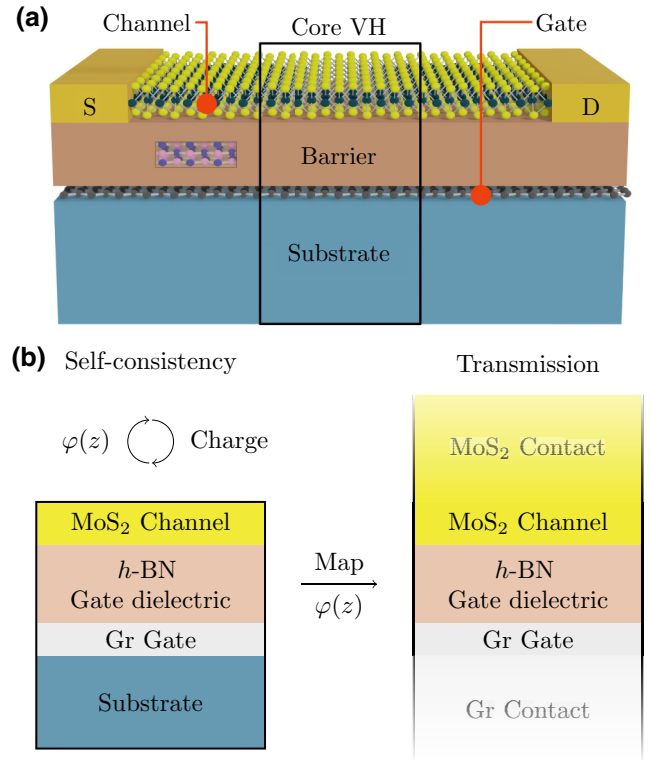 (a)
Channel
Core VH
Gate
S
D
Barrier
Substrate
(b)
Self-consistency
Transmission
φ(z)
Charge
MoS₂ Contact
MoS₂ Channel
h-BN
Gate dielectric
Gr Gate
Substrate
Map
φ(z)
MoS₂ Channel
h-BN
Gate dielectric
Gr Gate
Gr Contact